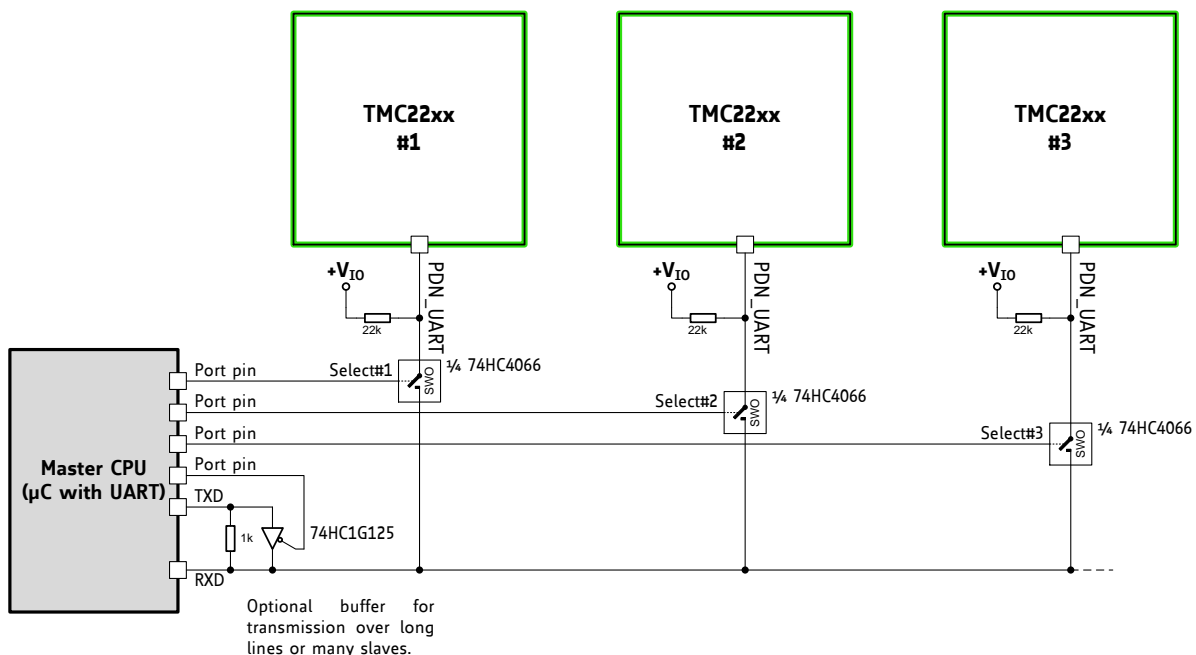 TMC22xx
#1
TMC22xx
#2
TMC22xx
#3
+VIO
22k
PDN_UART
+VIO
22k
PDN_UART
+VIO
22k
PDN_UART
Port pin
Select#1
SWO
¼ 74HC4066
Port pin
Select#2
SWO
¼ 74HC4066
Port pin
Select#3
SWO
¼ 74HC4066
Port pin
Master CPU
(µC with UART)
TXD
1k
74HC1G125
RXD
Optional buffer for
transmission over long
lines or many slaves.